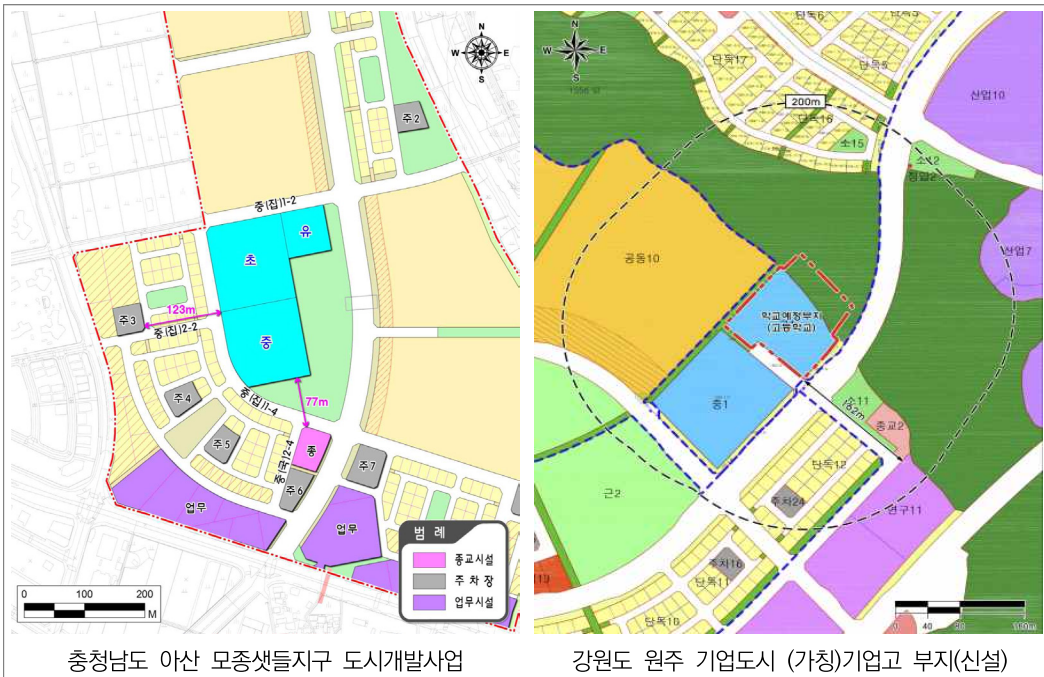 N
W E
S
주2
중(집)1-2
유
초
123m
주3
중(집)2-2
중
77m
주4
중(집)1-4
주5
종
중(국)2-4
주7
주6
업무
업무
범 례
종교시설
주 차 장
업무시설
0 100 200
M
충청남도 아산 모종샛들지구 도시개발사업
N
W E
S
단독6
단독5
단독17
산업10
200m
단독16
소15
소12
산업7
공동10
학교예정부지
(고등학교)
중1
소11
162m
종교2
단독12
근2
주차24
연구11
주차16
단독11
단독10
0 40 80 160m
강원도 원주 기업도시 (가칭)기업고 부지(신설)